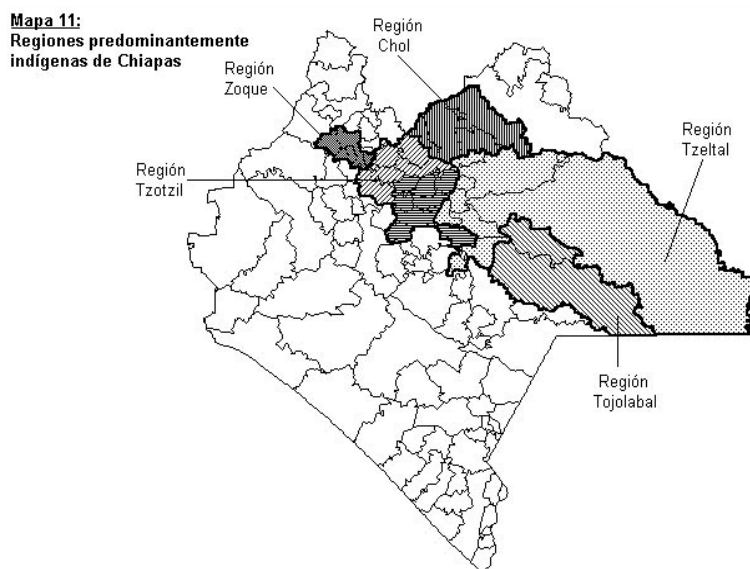 Mapa 11:
Regiones predominantemente
indígenas de Chiapas
Región
Chol
Región
Zoque
Región
Tzeltal
Región
Tzotzil
Región
Tojolabal